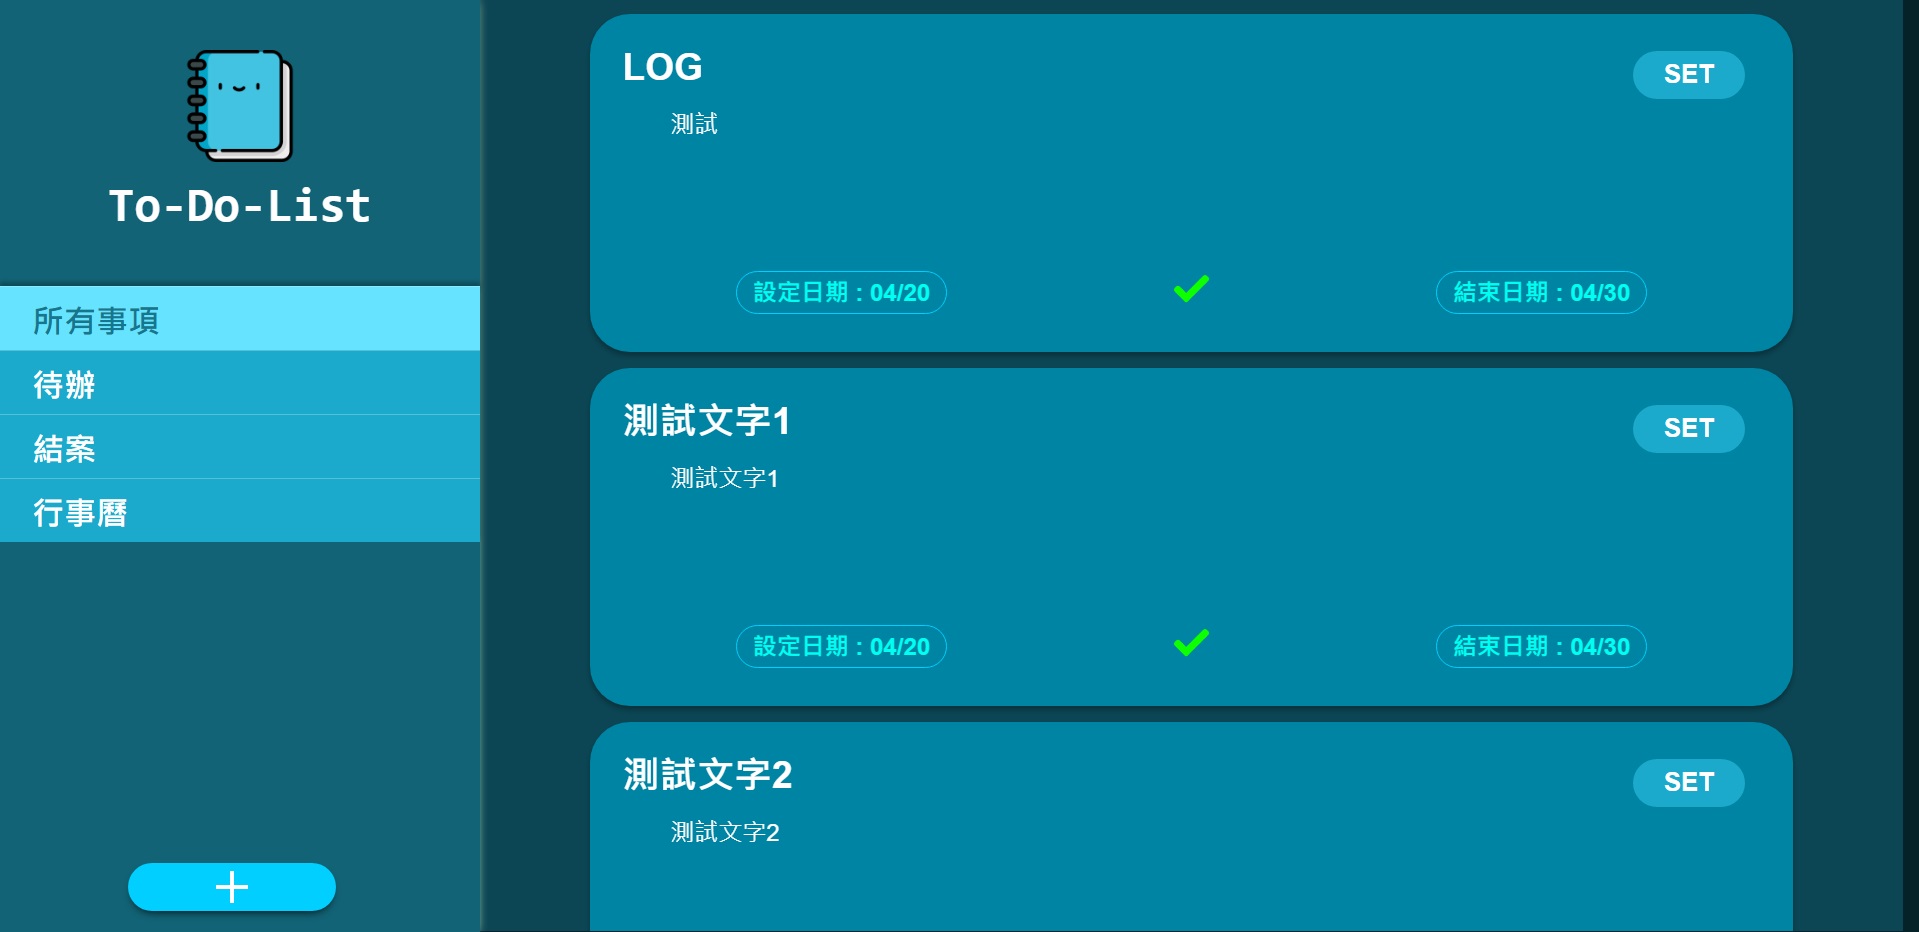 To-Do-List
所有事項
待辦
結案
行事曆
LOG
SET
測試
設定日期 : 04/20
結束日期 : 04/30
測試文字1
SET
測試文字1
設定日期 : 04/20
結束日期 : 04/30
測試文字2
SET
測試文字2